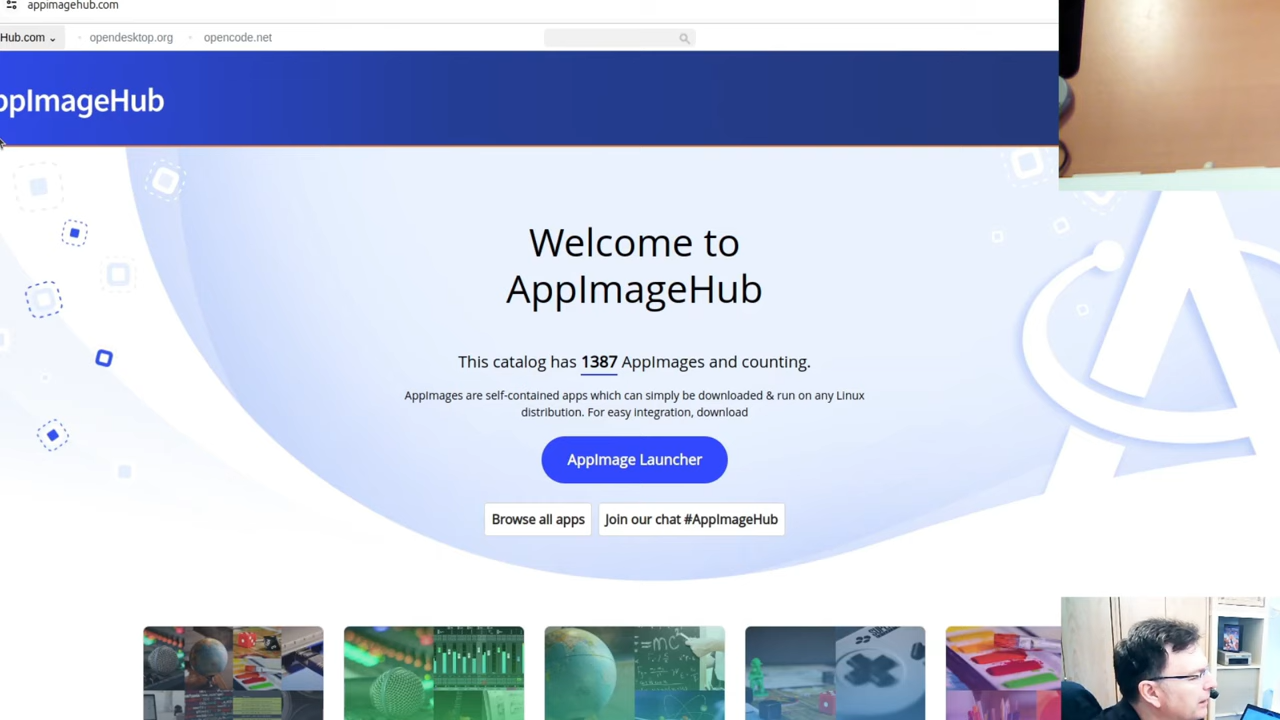 appimagehub.com
Hub.com
opendesktop.org
opencode.net
ppImageHub
Welcome to
AppImageHub
This catalog has 1387 AppImages and counting.
AppImages are self-contained apps which can simply be downloaded & run on any Linux
distribution. For easy integration, download
AppImage Launcher
Browse all apps
Join our chat #AppImageHub
=mc²